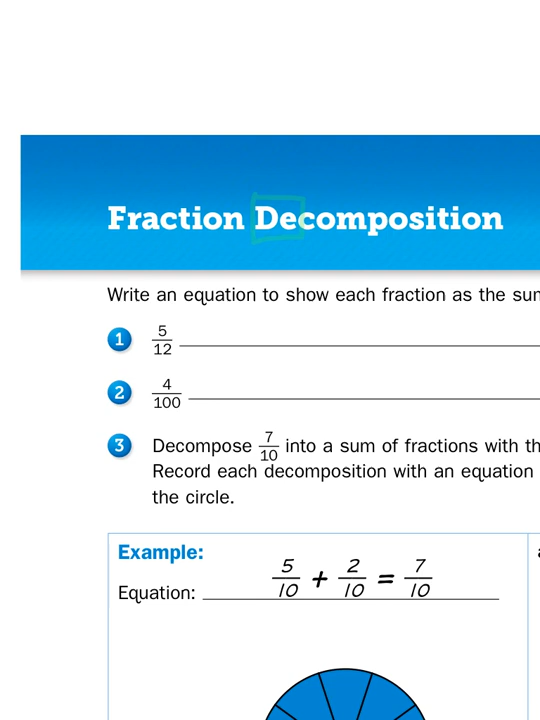 Fraction Decomposition
Write an equation to show each fraction as the sum
1 5/12
2 4/100
3 Decompose 7/10 into a sum of fractions with th
Record each decomposition with an equation
the circle.
Example:
Equation: 5/10 + 2/10 = 7/10